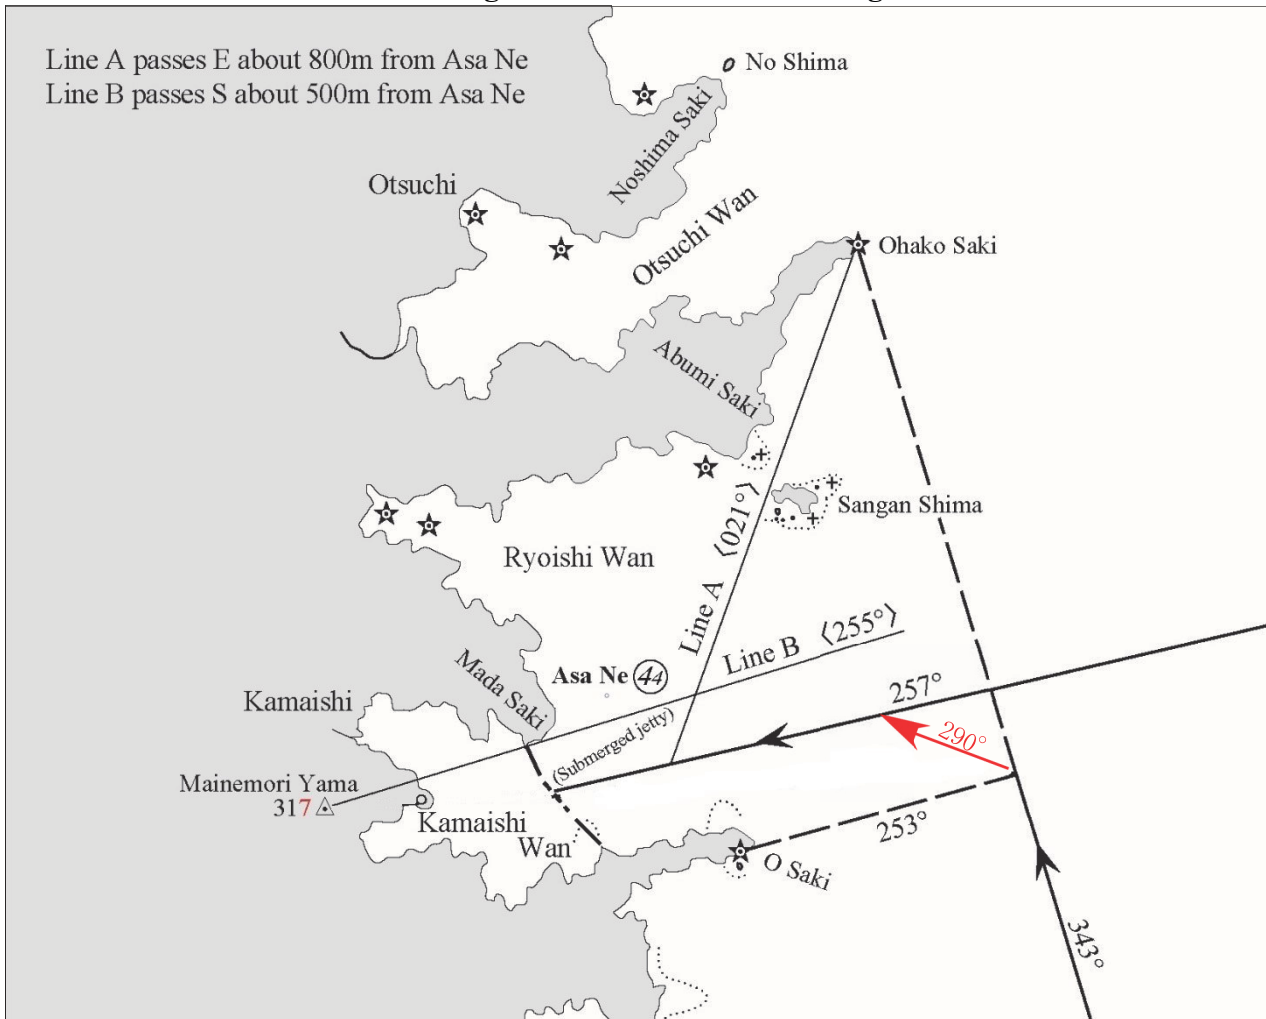 Line A passes E about 800m from Asa Ne
Line B passes S about 500m from Asa Ne
No Shima
Noshima Saki
Otsuchi
Otsuchi Wan
Ohako Saki
Abumi Saki
Sangan Shima
Line A 〈021°〉
Ryoishi Wan
Line B 〈255°〉
Asa Ne 44
Mada Saki
257°
Kamaishi
(Submerged jetty)
290°
Mainemori Yama
317
Kamaishi
Wan
253°
O Saki
343°